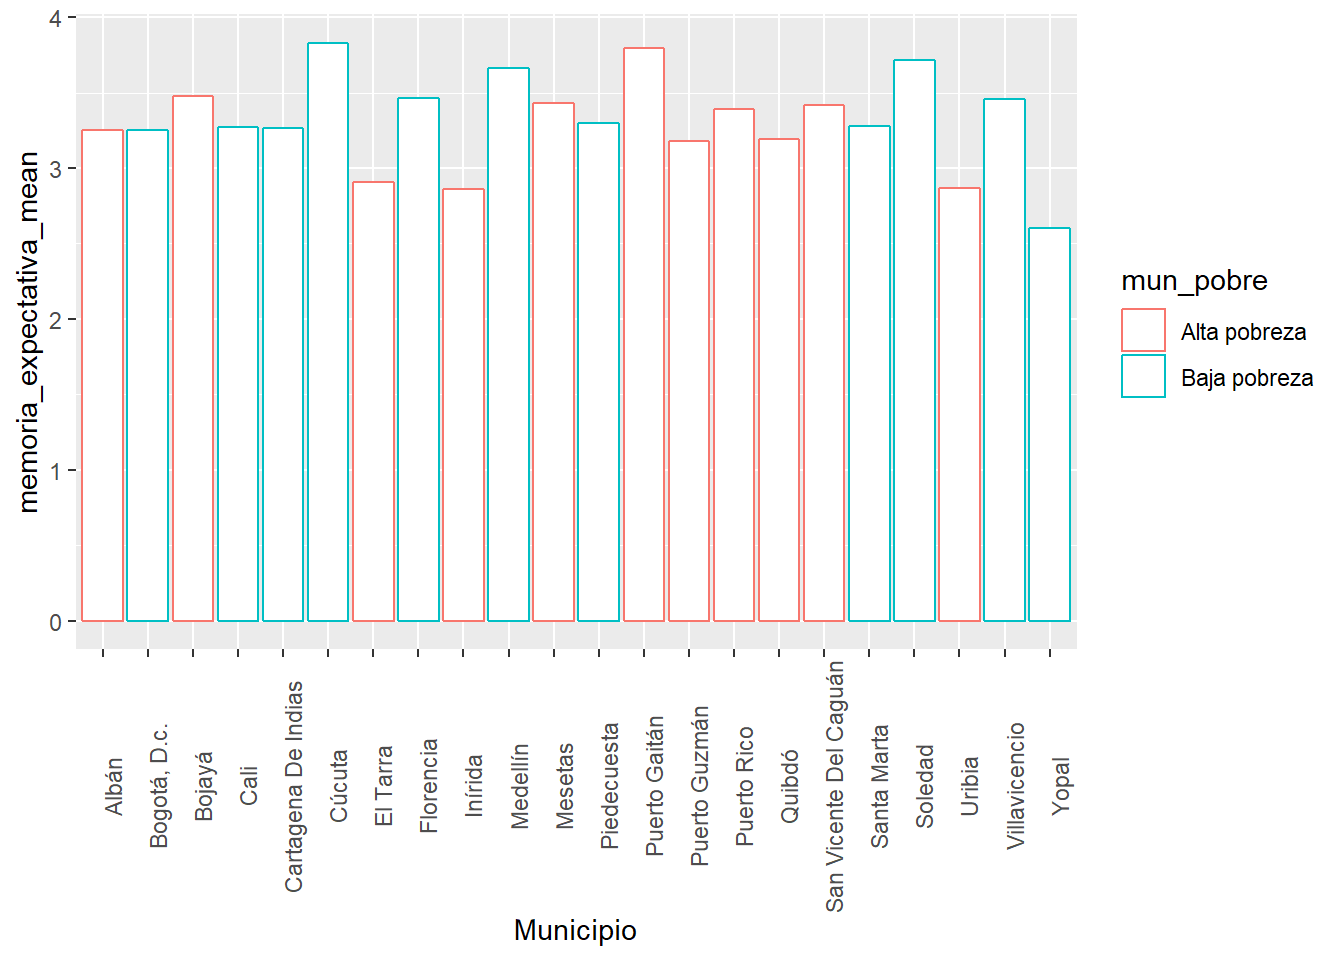 4
3
2
1
0
memoria_expectativa_mean
Albán
Bogotá, D.c.
Bojayá
Cali
Cartagena De Indias
Cúcuta
El Tarra
Florencia
Inírida
Medellín
Mesetas
Piedecuesta
Puerto Gaitán
Puerto Guzmán
Puerto Rico
Quibdó
San Vicente Del Caguán
Santa Marta
Soledad
Uribia
Villavicencio
Yopal
Municipio
mun_pobre
Alta pobreza
Baja pobreza